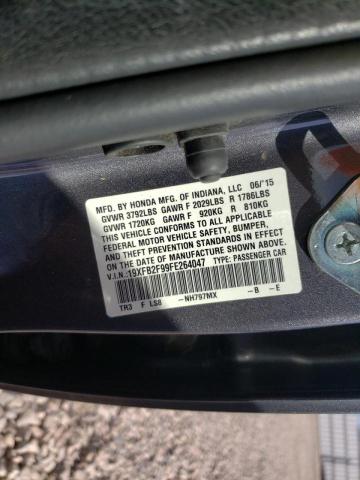 MFD. BY HONDA MFG. OF INDIANA, LLC 06/'15
GVWR 3792LBS GAWR F 2029LBS R 1786LBS
GVWR 1720KG GAWR F 920KG R 810KG
THIS VEHICLE CONFORMS TO ALL APPLICABLE
FEDERAL MOTOR VEHICLE SAFETY, BUMPER,
AND THEFT PREVENTION STANDARDS IN EFFECT
ON THE DATE OF MANUFACTURE SHOWN ABOVE.
V.I.N.:19XFB2F99FE264047 TYPE: PASSENGER CAR
TR3 F LS8 -NH797MX -B -E